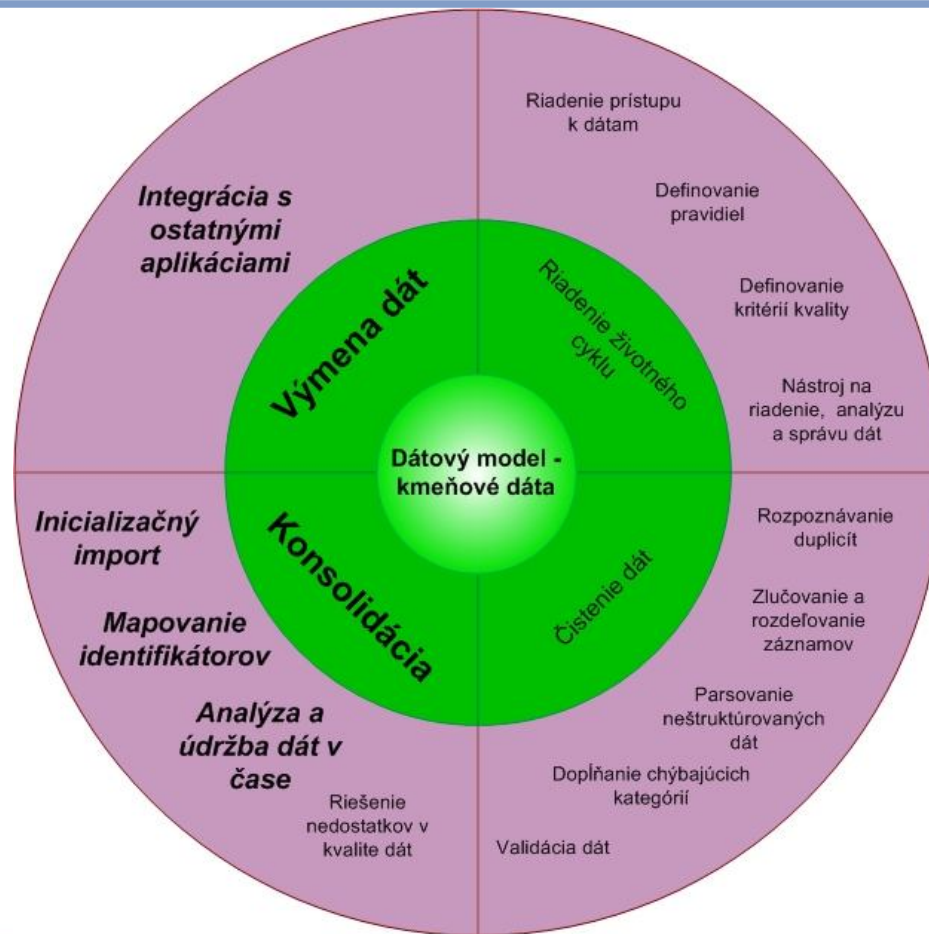 Integrácia s
ostatnými
aplikáciami
Riadenie prístupu
k dátam
Definovanie
pravidiel
Definovanie
kritérií kvality
Nástroj na
riadenie, analýzu
a správu dát
Výmena dát
Riadenie životného
cyklu
Dátový model -
kmeňové dáta
Konsolidácia
Čistenie dát
Inicializačný
import
Mapovanie
identifikátorov
Analýza a
údržba dát v
čase
Riešenie
nedostatkov v
kvalite dát
Rozpoznávanie
duplicít
Zlučovanie a
rozdeľovanie
záznamov
Parsovanie
neštruktúrovaných
dát
Dopĺňanie chýbajúcich
kategórií
Validácia dát